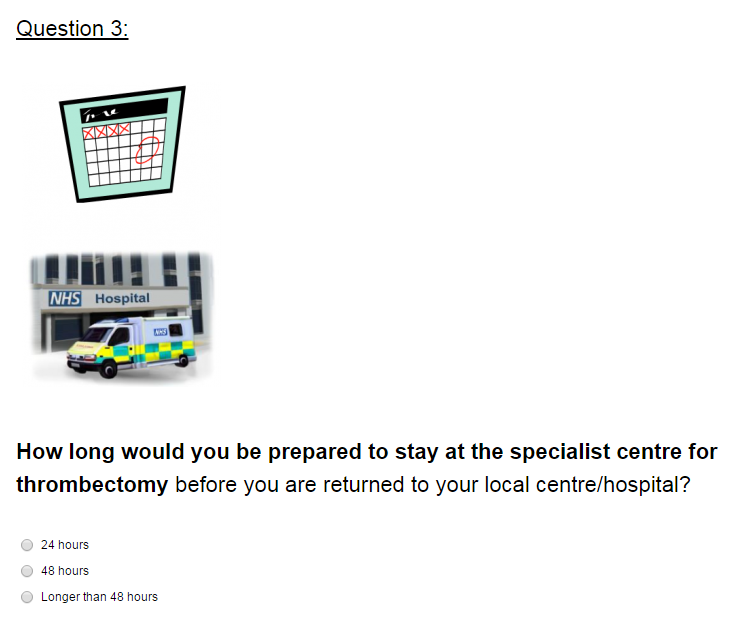 Question 3:
NHS Hospital
NHS
How long would you be prepared to stay at the specialist centre for
thrombectomy before you are returned to your local centre/hospital?
24 hours
48 hours
Longer than 48 hours